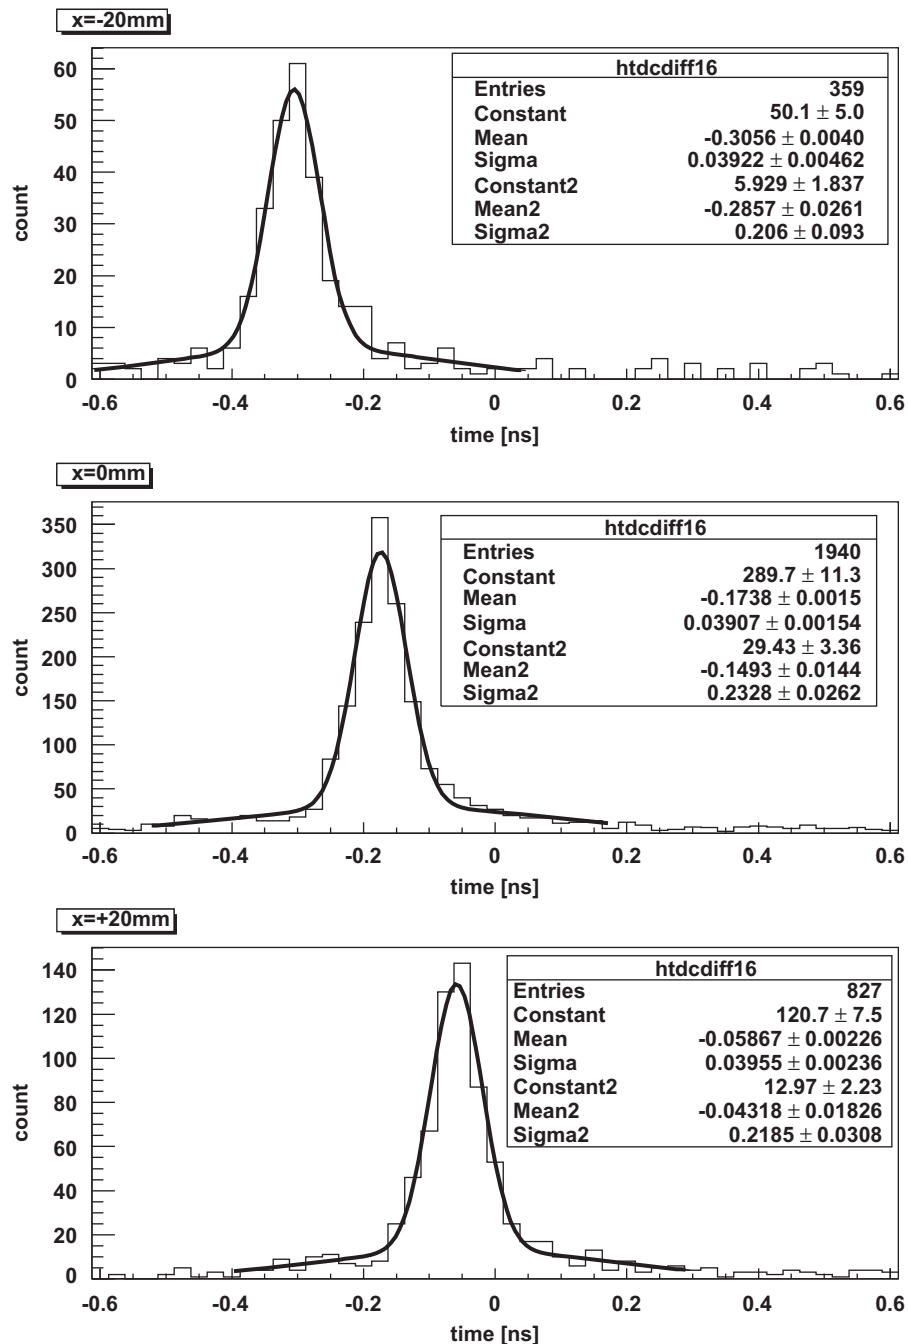 x=-20mm
htdcdiff16
Entries 359
Constant 50.1 ± 5.0
Mean -0.3056 ± 0.0040
Sigma 0.03922 ± 0.00462
Constant2 5.929 ± 1.837
Mean2 -0.2857 ± 0.0261
Sigma2 0.206 ± 0.093
60
50
40
30
20
10
0
count
-0.6 -0.4 -0.2 0 0.2 0.4 0.6
time [ns]
x=0mm
htdcdiff16
Entries 1940
Constant 289.7 ± 11.3
Mean -0.1738 ± 0.0015
Sigma 0.03907 ± 0.00154
Constant2 29.43 ± 3.36
Mean2 -0.1493 ± 0.0144
Sigma2 0.2328 ± 0.0262
350
300
250
200
150
100
50
0
count
-0.6 -0.4 -0.2 0 0.2 0.4 0.6
time [ns]
x=+20mm
htdcdiff16
Entries 827
Constant 120.7 ± 7.5
Mean -0.05867 ± 0.00226
Sigma 0.03955 ± 0.00236
Constant2 12.97 ± 2.23
Mean2 -0.04318 ± 0.01826
Sigma2 0.2185 ± 0.0308
140
120
100
80
60
40
20
0
count
-0.6 -0.4 -0.2 0 0.2 0.4 0.6
time [ns]